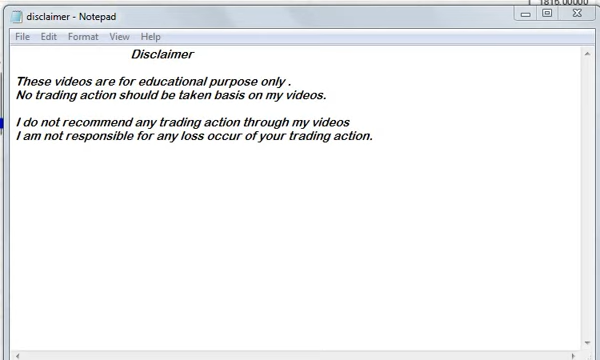 1816.00000
disclaimer - Notepad
File Edit Format View Help
Disclaimer
These videos are for educational purpose only .
No trading action should be taken basis on my videos.
I do not recommend any trading action through my videos
I am not responsible for any loss occur of your trading action.